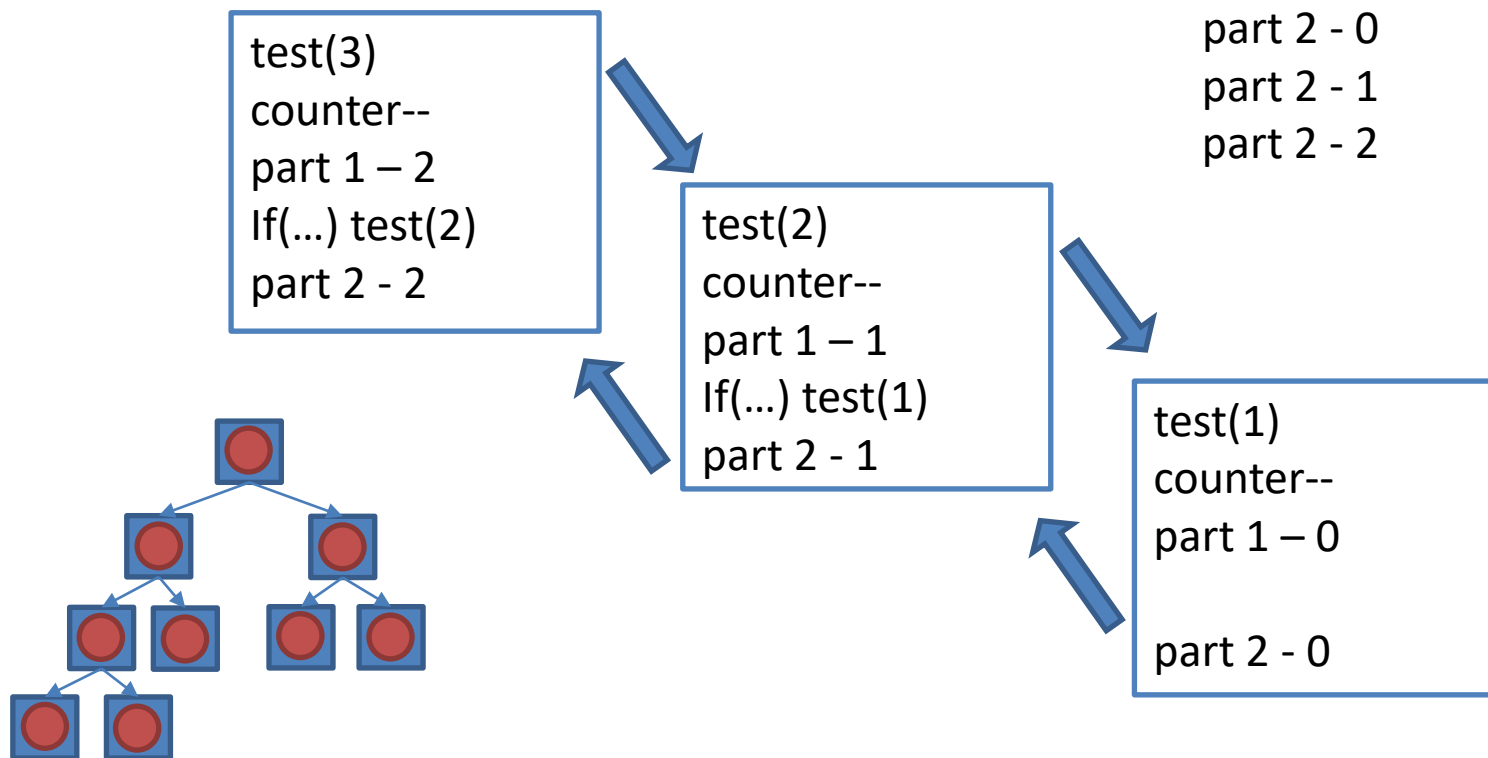 test(3)
counter--
part 1 – 2
If(...) test(2)
part 2 - 2
test(2)
counter--
part 1 – 1
If(...) test(1)
part 2 - 1
test(1)
counter--
part 1 – 0
part 2 - 0
part 2 - 0
part 2 - 1
part 2 - 2